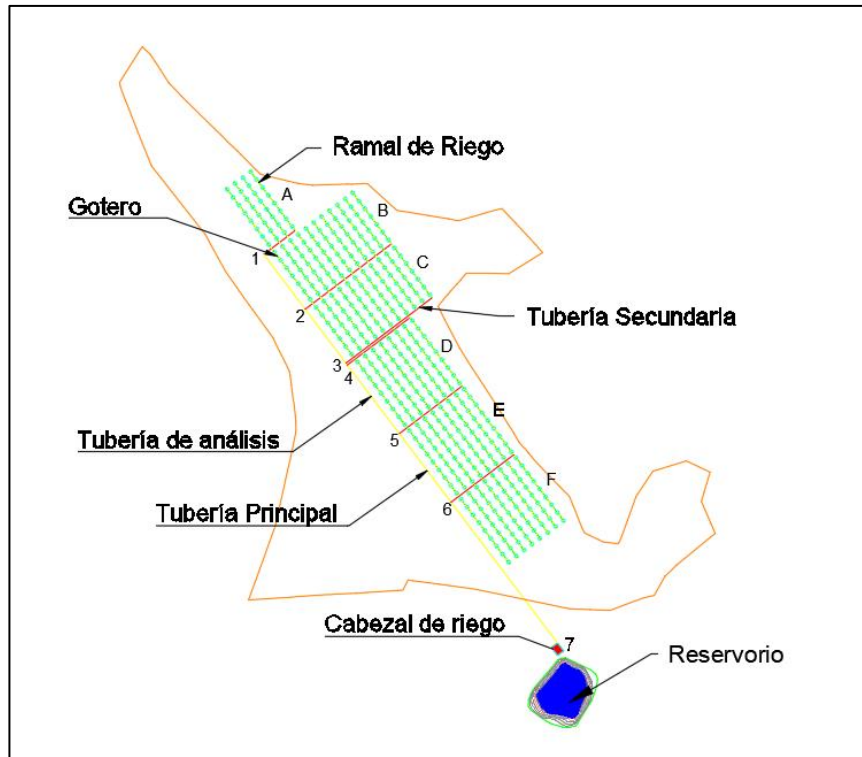 Ramal de Riego
A
Gotero
B
1
C
2
Tubería Secundaria
3
D
4
E
Tubería de análisis
5
F
Tubería Principal
6
Cabezal de riego
7
Reservorio